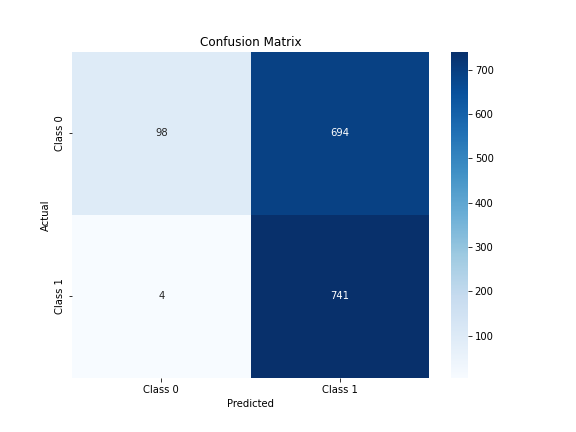 Confusion Matrix
Class 0
98
694
Actual
Class 1
4
741
Class 0
Class 1
Predicted
700
600
500
400
300
200
100